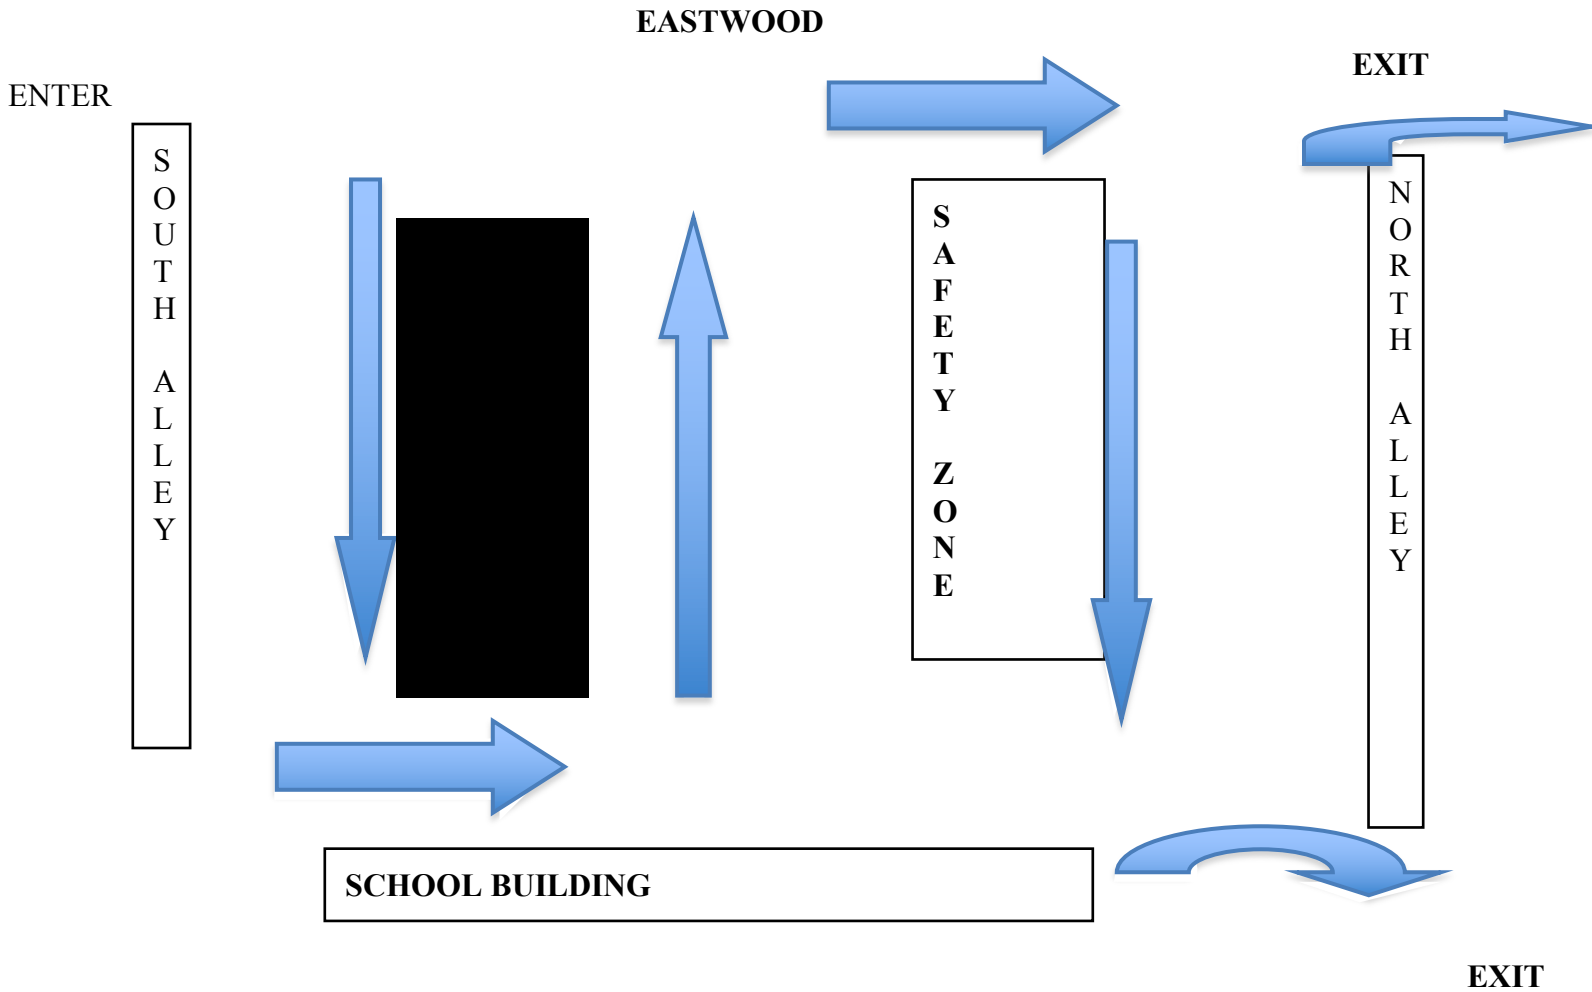 EASTWOOD
EXIT
ENTER
SOUTH ALLEY
SAFETY ZONE
NORTH ALLEY
SCHOOL BUILDING
EXIT